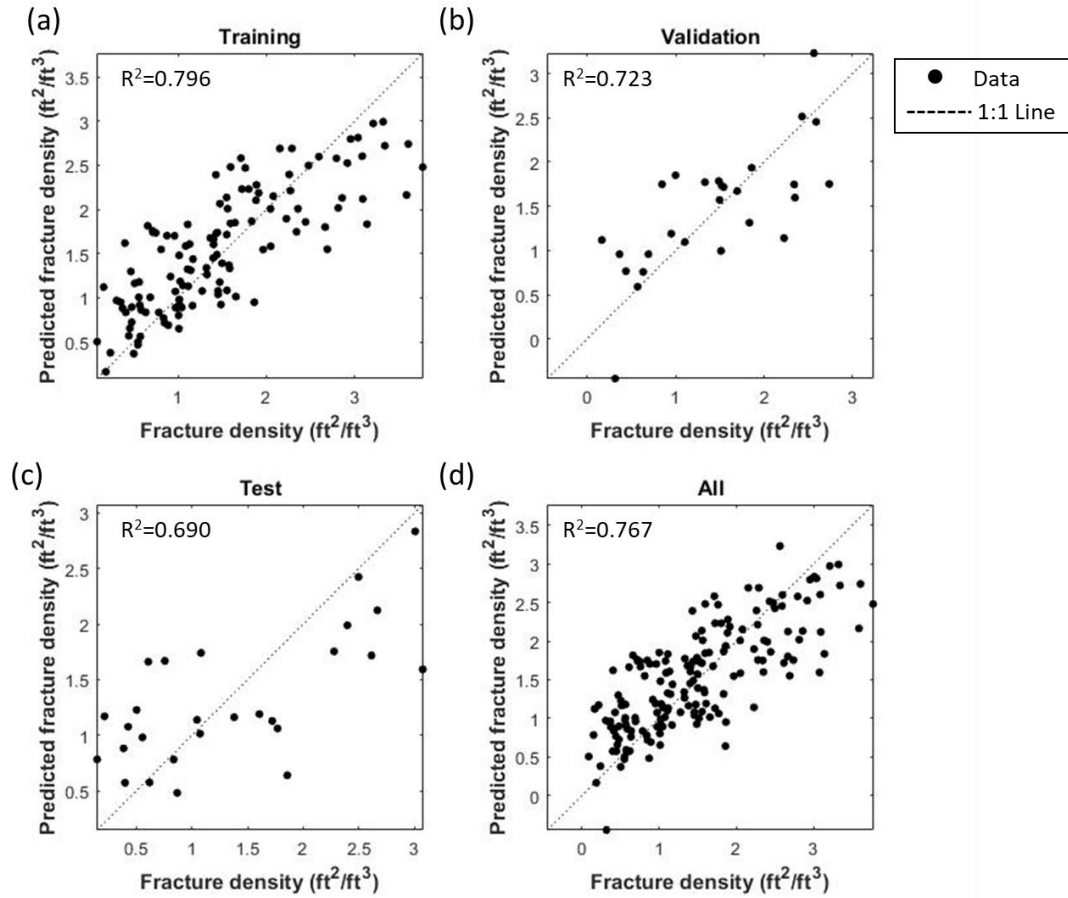 (a)
Training
R²=0.796
Predicted fracture density (ft²/ft³)
3.5
3
2.5
2
1.5
1
0.5
1
2
3
Fracture density (ft²/ft³)
(b)
Validation
R²=0.723
Predicted fracture density (ft²/ft³)
3
2.5
2
1.5
1
0.5
0
0
1
2
3
Fracture density (ft²/ft³)
Data
1:1 Line
(c)
Test
R²=0.690
Predicted fracture density (ft²/ft³)
3
2.5
2
1.5
1
0.5
0.5
1
1.5
2
2.5
3
Fracture density (ft²/ft³)
(d)
All
R²=0.767
Predicted fracture density (ft²/ft³)
3.5
3
2.5
2
1.5
1
0.5
0
0
1
2
3
Fracture density (ft²/ft³)